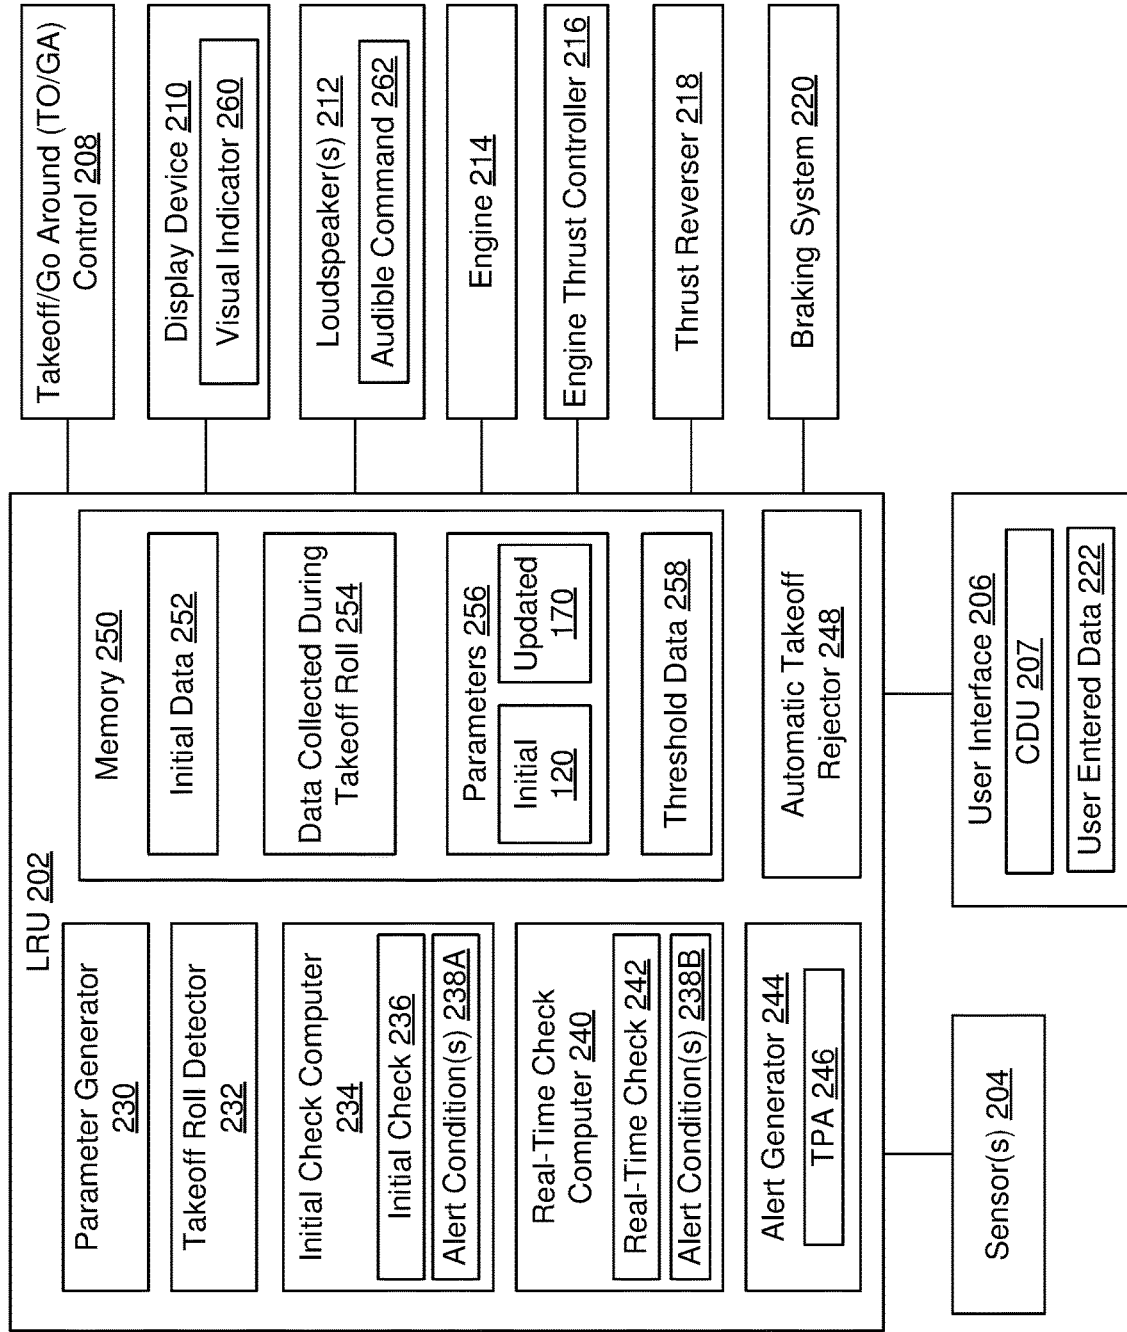 LRU 202
Parameter Generator
230
Takeoff Roll Detector
232
Initial Check Computer
234
Initial Check 236
Alert Condition(s) 238A
Real-Time Check
Computer 240
Real-Time Check 242
Alert Condition(s) 238B
Alert Generator 244
TPA 246
Memory 250
Initial Data 252
Data Collected During
Takeoff Roll 254
Parameters 256
Initial
120
Updated
170
Threshold Data 258
Automatic Takeoff
Rejector 248
Takeoff/Go Around (TO/GA)
Control 208
Display Device 210
Visual Indicator 260
Loudspeaker(s) 212
Audible Command 262
Engine 214
Engine Thrust Controller 216
Thrust Reverser 218
Braking System 220
Sensor(s) 204
User Interface 206
CDU 207
User Entered Data 222